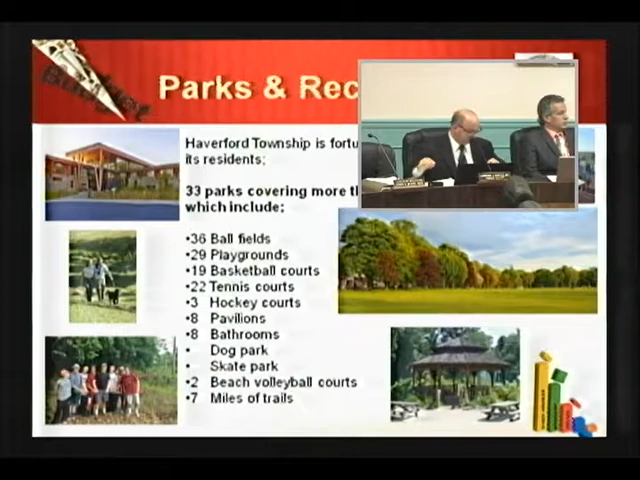 Parks & Rec
Haverford Township is fortu
its residents;
33 parks covering more th
which include;
•36 Ball fields
•29 Playgrounds
•19 Basketball courts
•22 Tennis courts
•3 Hockey courts
•8 Pavilions
•8 Bathrooms
• Dog park
• Skate park
•2 Beach volleyball courts
•7 Miles of trails